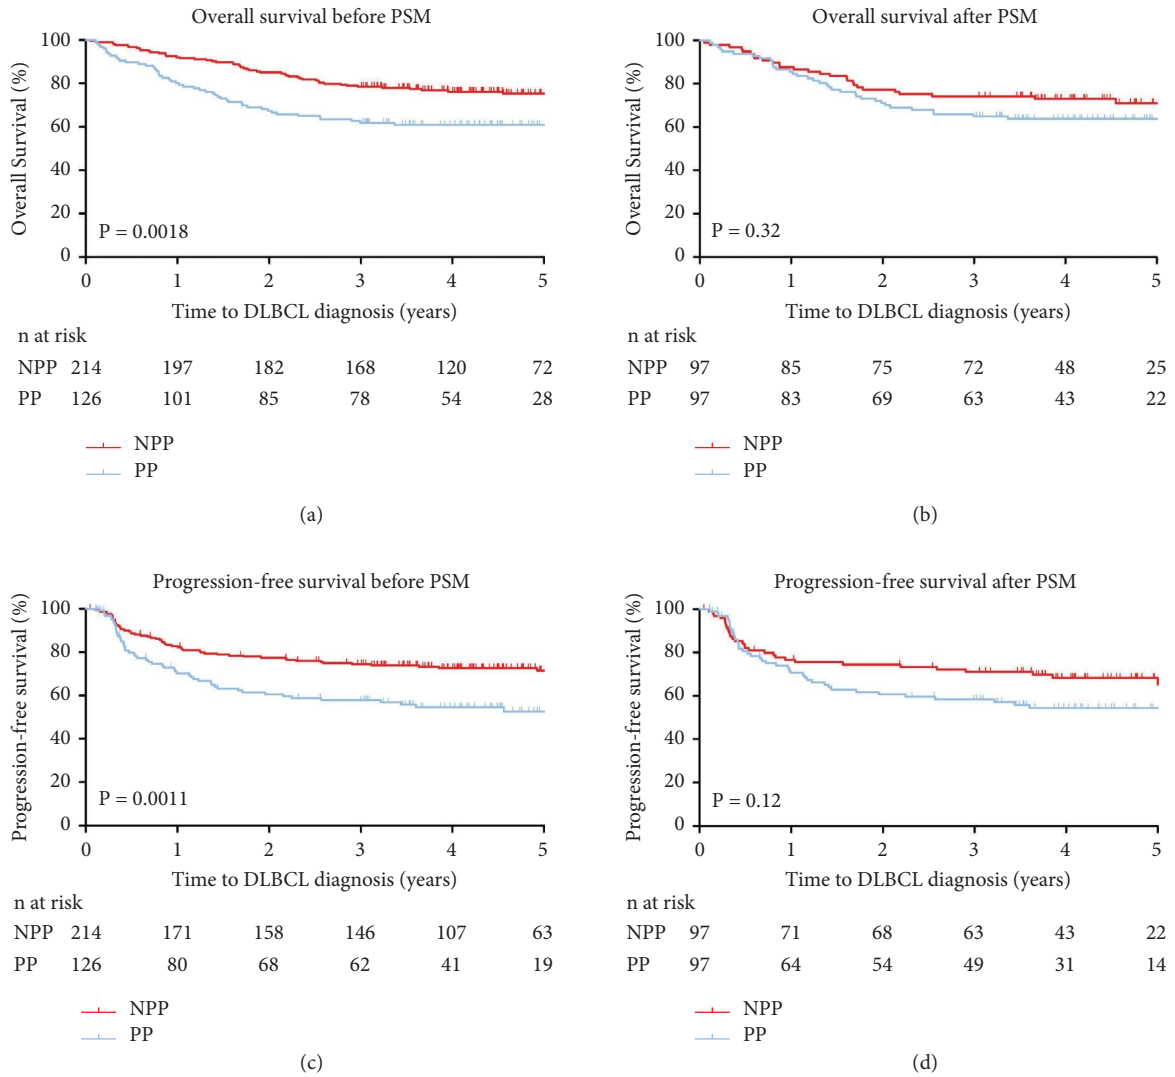 Overall survival before PSM
Overall Survival (%)
100
80
60
40
20
0
P = 0.0018
0 1 2 3 4 5
Time to DLBCL diagnosis (years)
n at risk
NPP 214 197 182 168 120 72
PP 126 101 85 78 54 28
NPP
PP
(a)
Overall survival after PSM
Overall Survival (%)
100
80
60
40
20
0
P = 0.32
0 1 2 3 4 5
Time to DLBCL diagnosis (years)
n at risk
NPP 97 85 75 72 48 25
PP 97 83 69 63 43 22
NPP
PP
(b)
Progression-free survival before PSM
Progression-free survival (%)
100
80
60
40
20
0
P = 0.0011
0 1 2 3 4 5
Time to DLBCL diagnosis (years)
n at risk
NPP 214 171 158 146 107 63
PP 126 80 68 62 41 19
NPP
PP
(c)
Progression-free survival after PSM
Progression-free survival (%)
100
80
60
40
20
0
P = 0.12
0 1 2 3 4 5
Time to DLBCL diagnosis (years)
n at risk
NPP 97 71 68 63 43 22
PP 97 64 54 49 31 14
NPP
PP
(d)